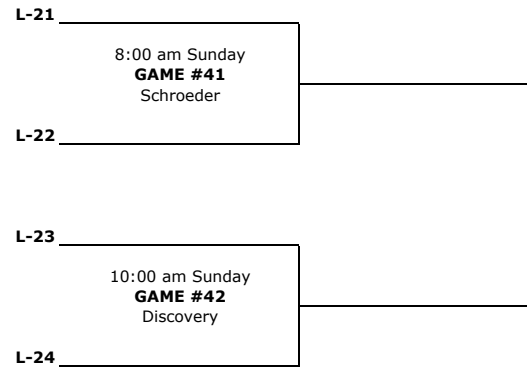 L-21
8:00 am Sunday
GAME #41
Schroeder
L-22
L-23
10:00 am Sunday
GAME #42
Discovery
L-24